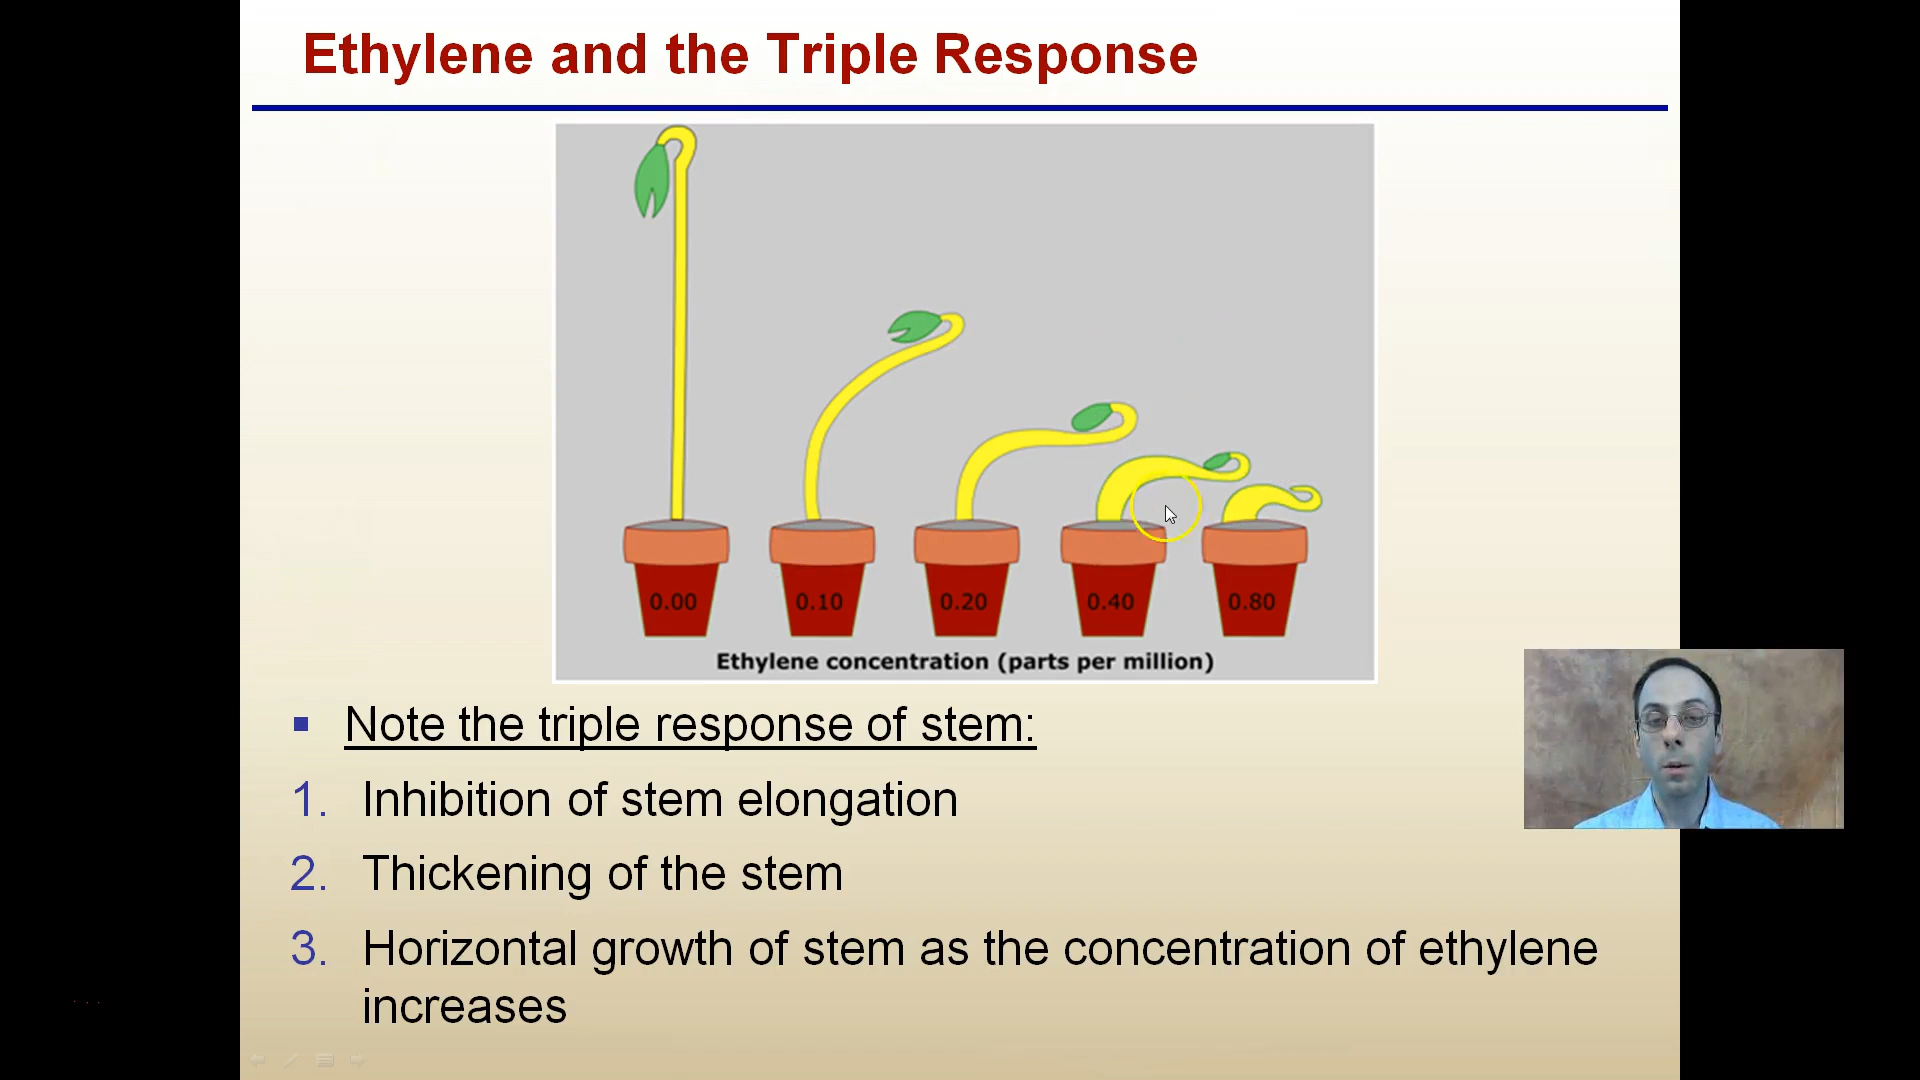 Ethylene and the Triple Response
0.00 0.10 0.20 0.40 0.80
Ethylene concentration (parts per million)
Note the triple response of stem:
1. Inhibition of stem elongation
2. Thickening of the stem
3. Horizontal growth of stem as the concentration of ethylene
increases